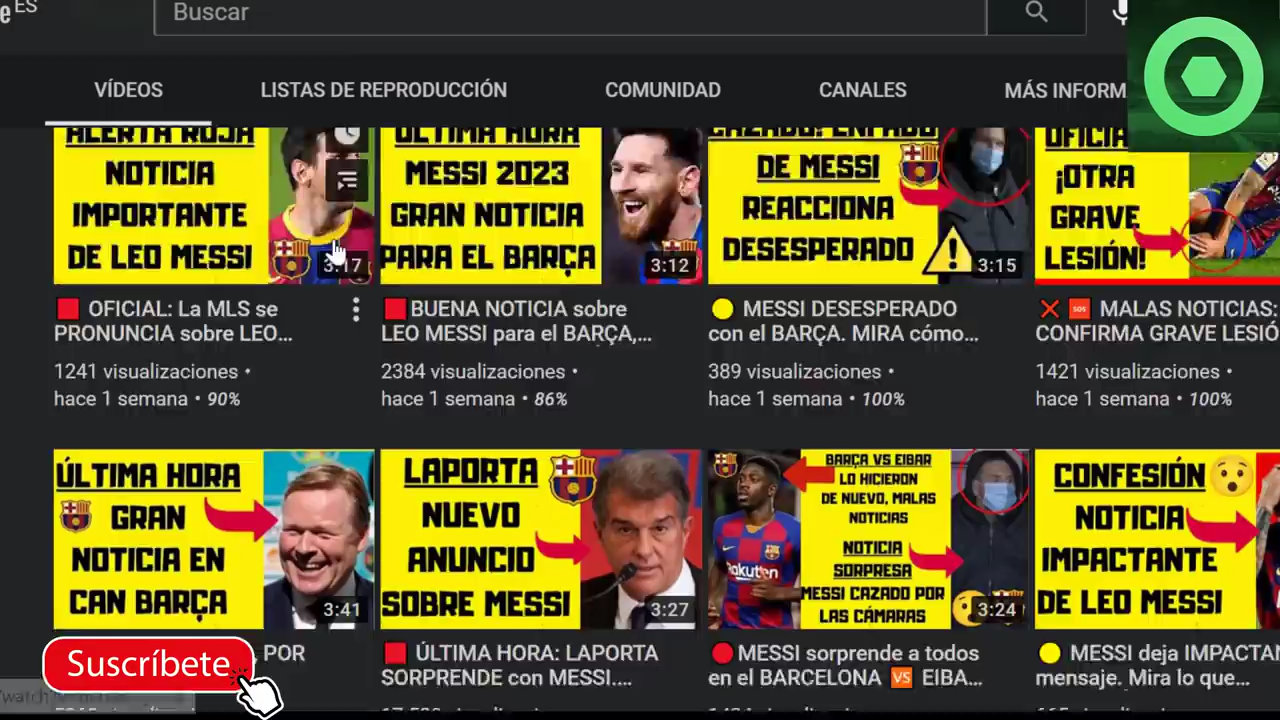 ES
Buscar
VÍDEOS
LISTAS DE REPRODUCCIÓN
COMUNIDAD
CANALES
MÁS INFORM
ALERTA ROJA
NOTICIA
IMPORTANTE
DE LEO MESSI
3:17
ÚLTIMA HORA
MESSI 2023
GRAN NOTICIA
PARA EL BARÇA
3:12
CAZADO! ENFADO
DE MESSI
REACCIONA
DESESPERADO
3:15
OFICIAL
¡OTRA
GRAVE
LESIÓN!
OFICIAL: La MLS se
PRONUNCIA sobre LEO...
1241 visualizaciones •
hace 1 semana • 90%
BUENA NOTICIA sobre
LEO MESSI para el BARÇA,...
2384 visualizaciones •
hace 1 semana • 86%
MESSI DESESPERADO
con el BARÇA. MIRA cómo...
389 visualizaciones •
hace 1 semana • 100%
MALAS NOTICIAS:
CONFIRMA GRAVE LESIÓ
1421 visualizaciones •
hace 1 semana • 100%
ÚLTIMA HORA
GRAN
NOTICIA EN
CAN BARÇA
3:41
LAPORTA
NUEVO
ANUNCIO
SOBRE MESSI
3:27
BARÇA VS EIBAR
LO HICIERON
DE NUEVO, MALAS
NOTICIAS
NOTICIA
SORPRESA
MESSI CAZADO POR
LAS CÁMARAS
Rakuten
3:24
CONFESIÓN
NOTICIA
IMPACTANTE
DE LEO MESSI
Suscríbete
POR
ÚLTIMA HORA: LAPORTA
SORPRENDE con MESSI....
MESSI sorprende a todos
en el BARCELONA VS EIBA...
MESSI deja IMPACTAN
mensaje. Mira lo que...